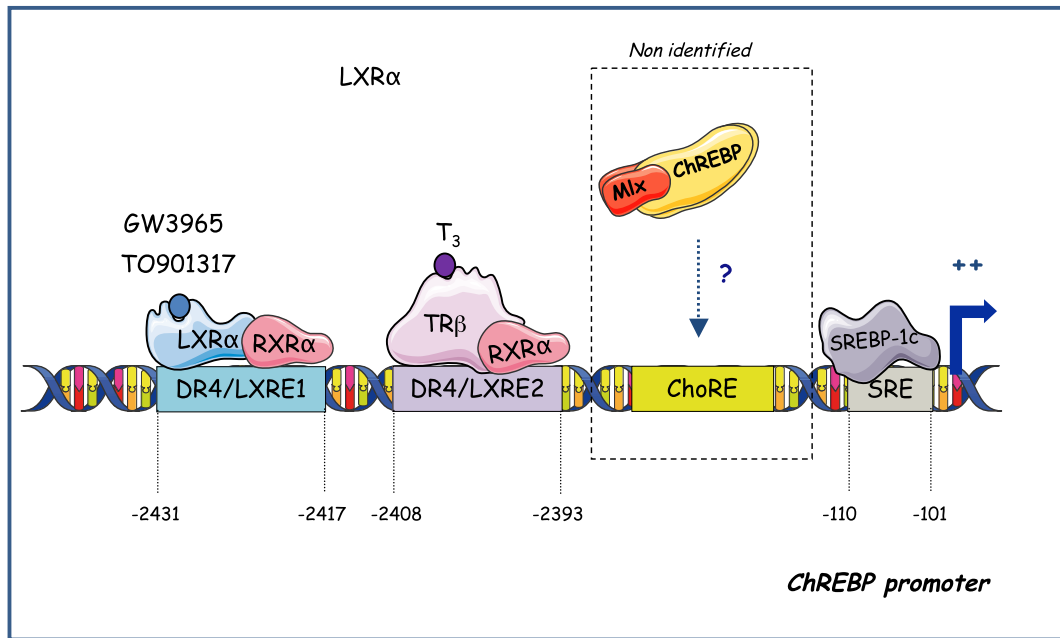 Non identified
LXRα
Mlx
ChREBP
GW3965
TO901317
T3
?
++
LXRα
RXRα
TRβ
RXRα
SREBP-1c
DR4/LXRE1
DR4/LXRE2
ChoRE
SRE
-2431
-2417
-2408
-2393
-110
-101
ChREBP promoter